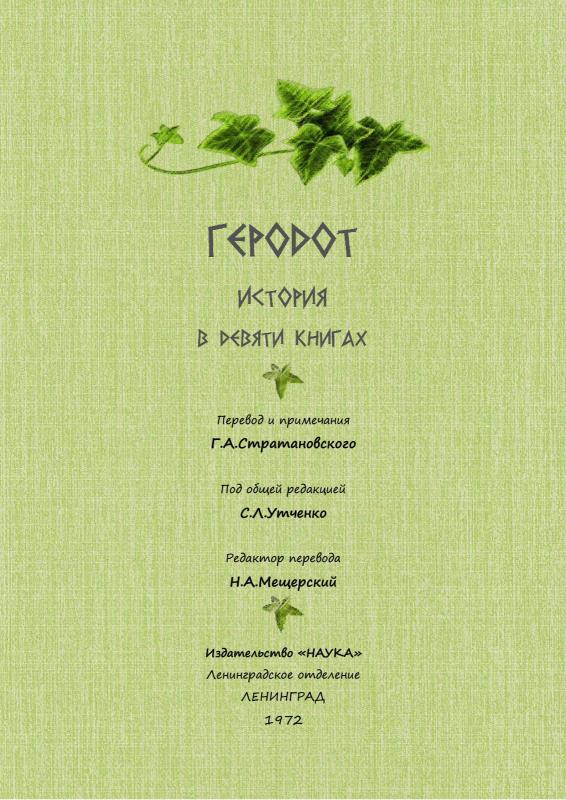 ГЕРОДОТ
ИСТОРИЯ
В ДЕВЯТИ КНИГАХ
Перевод и примечания
Г.А.Стратановского
Под общей редакцией
С.Л.Утченко
Редактор перевода
Н.А.Мещерский
Издательство «НАУКА»
Ленинградское отделение
ЛЕНИНГРАД
1972